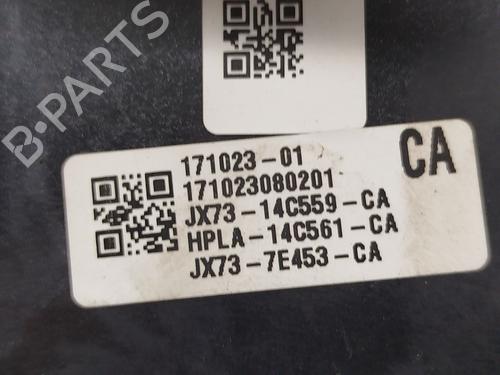 B-PARTS
171023-01
CA
171023080201
JX73-14C559-CA
HPLA-14C561-CA
JX73-7E453-CA